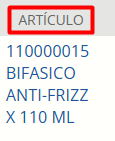 ARTÍCULO
110000015
BIFASICO
ANTI-FRIZZ
X 110 ML